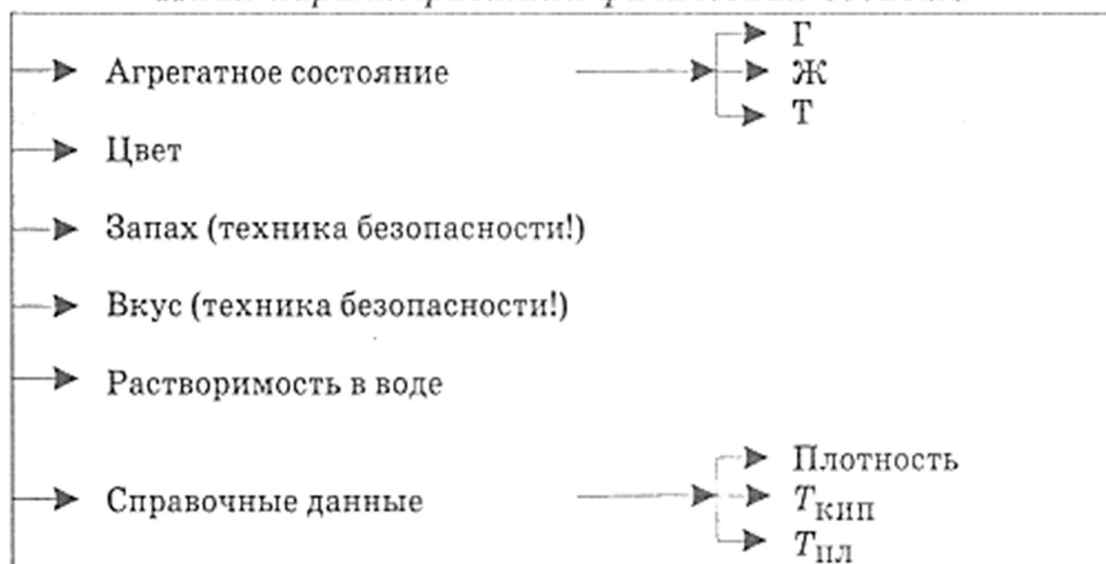 Агрегатное состояние
Г
Ж
Т
Цвет
Запах (техника безопасности!)
Вкус (техника безопасности!)
Растворимость в воде
Справочные данные
Плотность
Tкип
Tпл